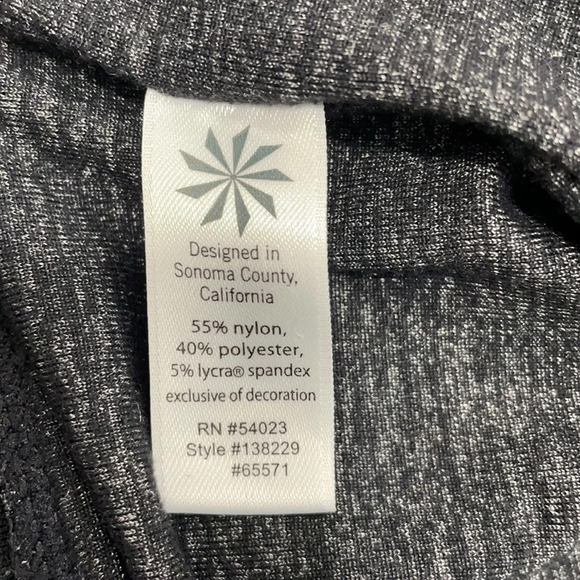 Designed in
Sonoma County,
California
55% nylon,
40% polyester,
5% lycra® spandex
exclusive of decoration
RN #54023
Style #138229
#65571